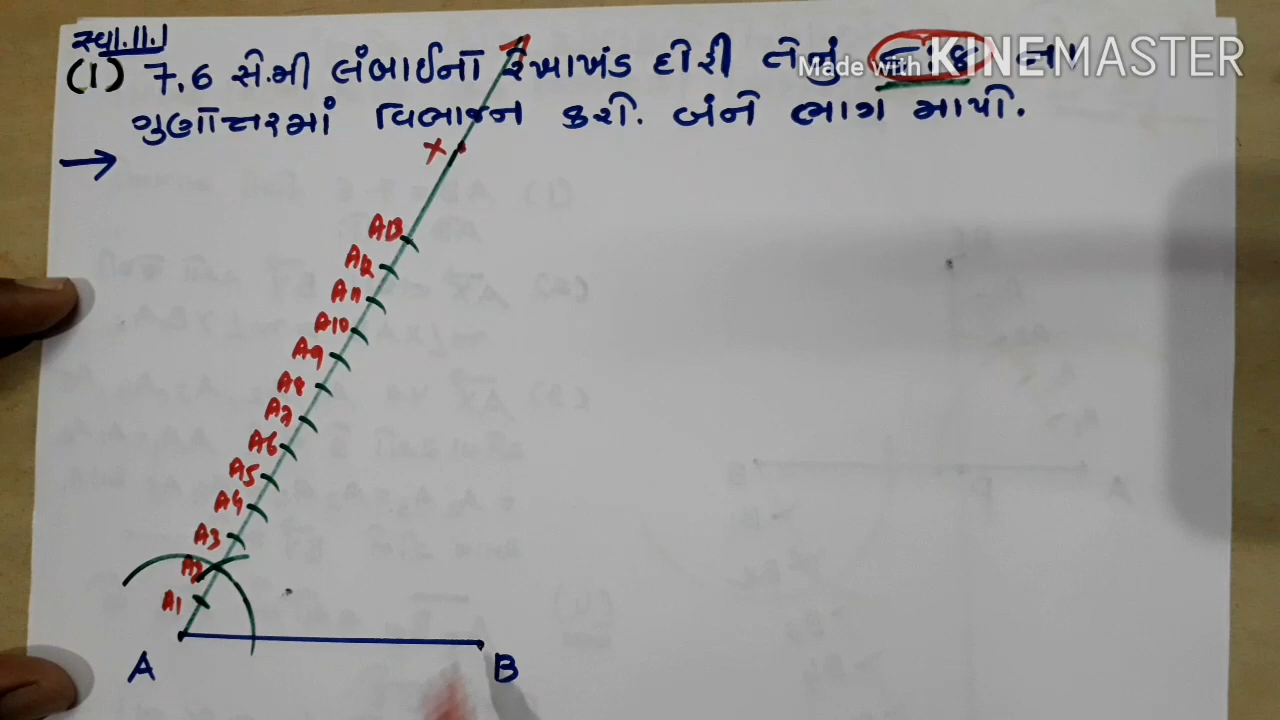 સ્વા.11.1
(1) 7.6 સેમી લંબાઈનો રેખાખંડ દોરી તેનું
Made with KINEMASTER
ગુણોત્તરમાં વિભાજન કરો. બંને ભાગ માપો.
X
A13
A12
A11
A10
A9
A8
A7
A6
A5
A4
A3
A2
A1
A
B